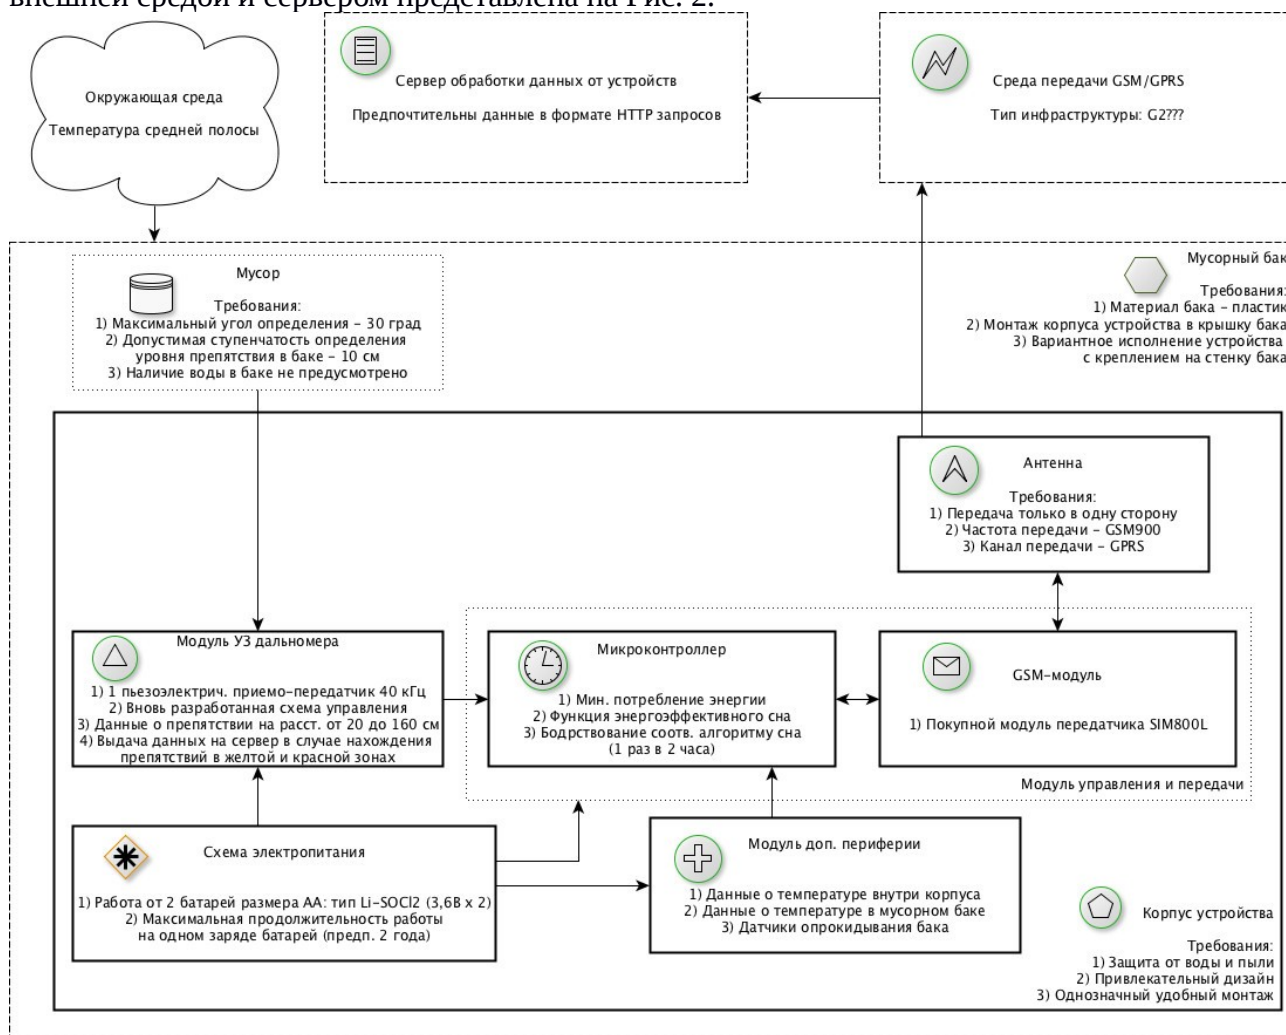 внешней средой и сервером представлена на Рис. 2.
Окружающая среда
Температура средней полосы
Сервер обработки данных от устройств
Предпочтительны данные в формате HTTP запросов
Среда передачи GSM/GPRS
Тип инфраструктуры: G2???
Мусор
Требования:
1) Максимальный угол определения – 30 град
2) Допустимая ступенчатость определения
уровня препятствия в баке – 10 см
3) Наличие воды в баке не предусмотрено
Мусорный бак
Требования:
1) Материал бака – пластик
2) Монтаж корпуса устройства в крышку бака
3) Вариантное исполнение устройства
с креплением на стенку бака
Антенна
Требования:
1) Передача только в одну сторону
2) Частота передачи – GSM900
3) Канал передачи – GPRS
Модуль УЗ дальномера
1) 1 пьезоэлектрич. приемо-передатчик 40 кГц
2) Вновь разработанная схема управления
3) Данные о препятствии на расст. от 20 до 160 см
4) Выдача данных на сервер в случае нахождения
препятствий в желтой и красной зонах
Микроконтроллер
1) Мин. потребление энергии
2) Функция энергоэффективного сна
3) Бодрствование соотв. алгоритму сна
(1 раз в 2 часа)
GSM-модуль
1) Покупной модуль передатчика SIM800L
Модуль управления и передачи
Схема электропитания
1) Работа от 2 батарей размера АА: тип Li-SOCl2 (3,6В x 2)
2) Максимальная продолжительность работы
на одном заряде батарей (предп. 2 года)
Модуль доп. периферии
1) Данные о температуре внутри корпуса
2) Данные о температуре в мусорном баке
3) Датчики опрокидывания бака
Корпус устройства
Требования:
1) Защита от воды и пыли
2) Привлекательный дизайн
3) Однозначный удобный монтаж